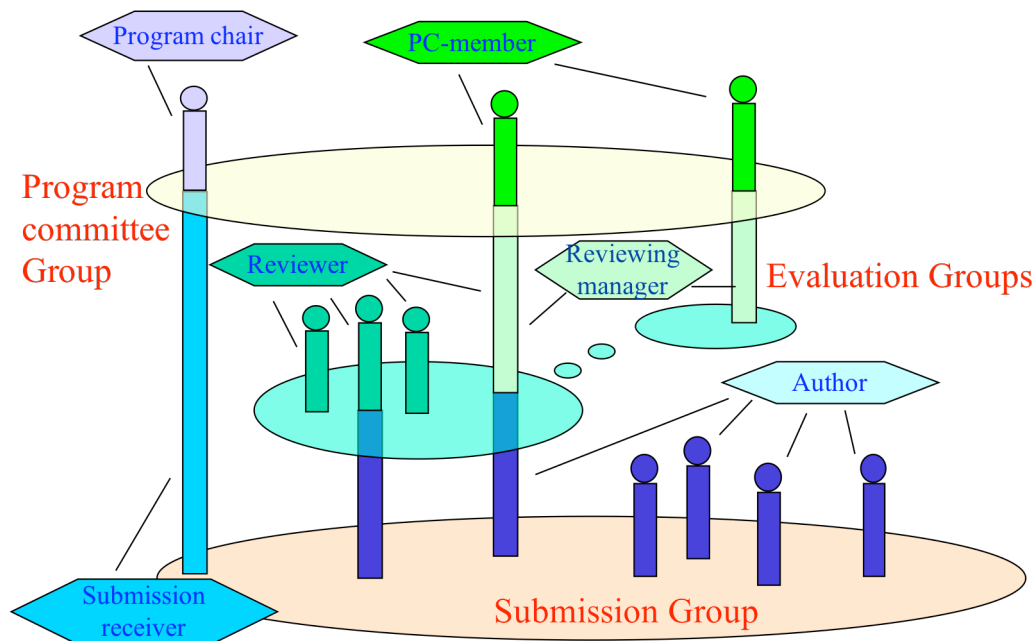 Program chair
PC-member
Program
committee
Group
Reviewer
Reviewing
manager
Evaluation Groups
Author
Submission
receiver
Submission Group